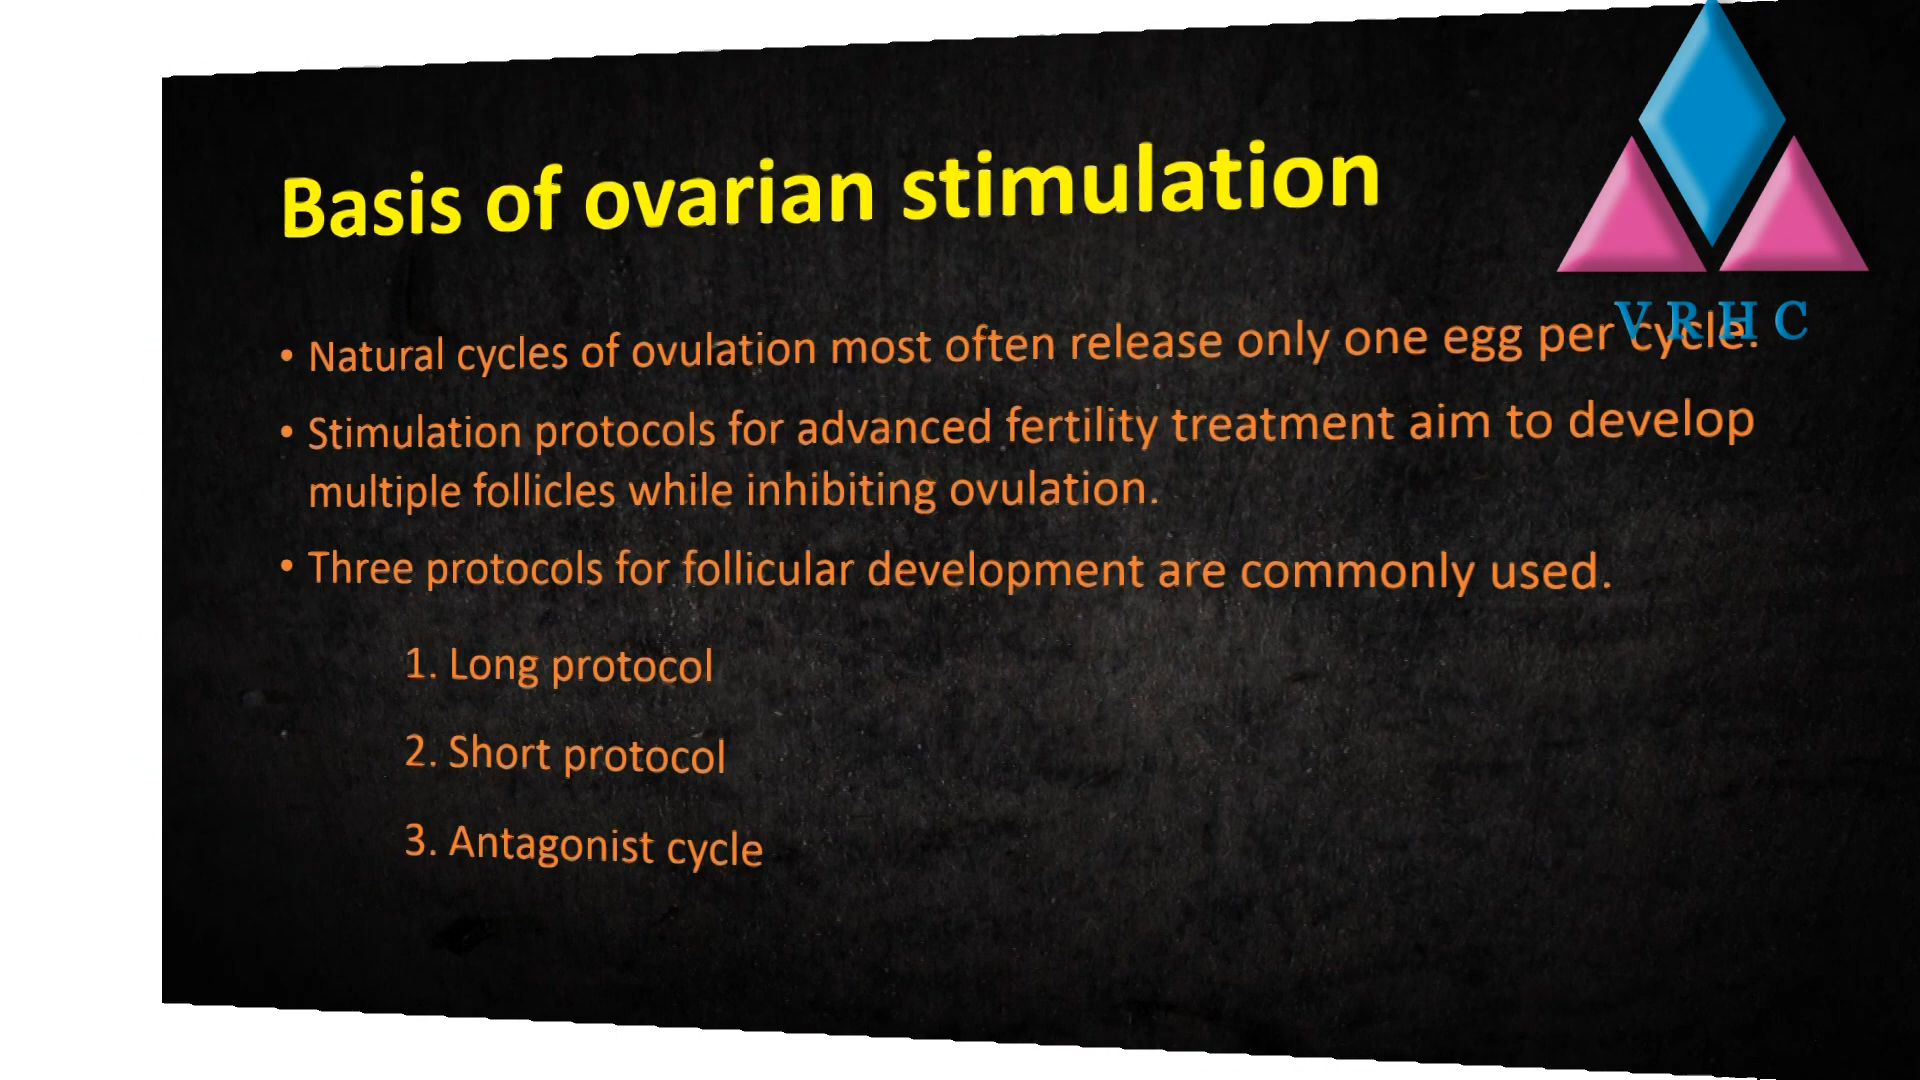 Basis of ovarian stimulation
VRHC
• Natural cycles of ovulation most often release only one egg per cycle.
• Stimulation protocols for advanced fertility treatment aim to develop
multiple follicles while inhibiting ovulation.
• Three protocols for follicular development are commonly used.
1. Long protocol
2. Short protocol
3. Antagonist cycle